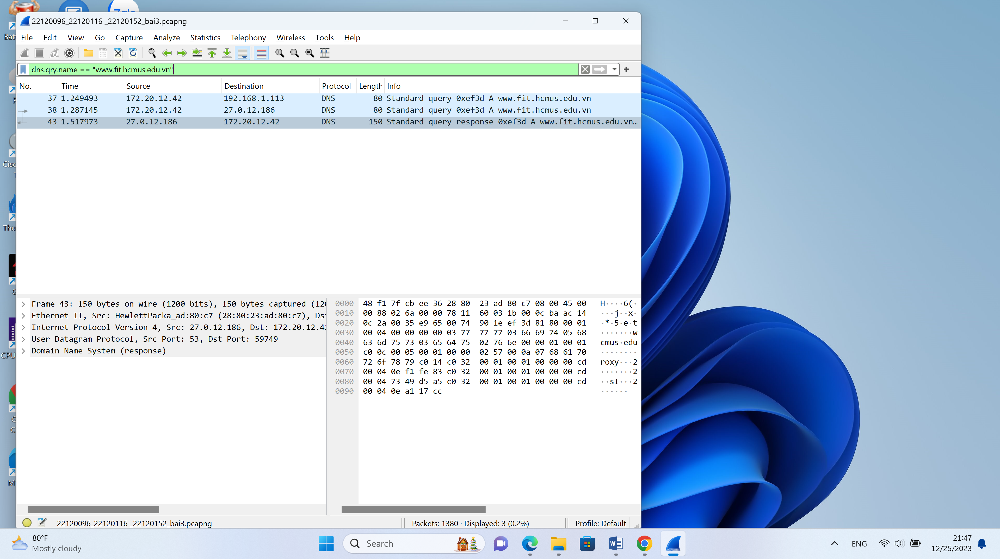 Zalo
22120096_22120116 _22120152_bai3.pcapng
File Edit View Go Capture Analyze Statistics Telephony Wireless Tools Help
dns.qry.name == "www.fit.hcmus.edu.vn"
No. Time Source Destination Protocol Length Info
37 1.249493 172.20.12.42 192.168.1.113 DNS 80 Standard query 0xef3d A www.fit.hcmus.edu.vn
38 1.287145 172.20.12.42 27.0.12.186 DNS 80 Standard query 0xef3d A www.fit.hcmus.edu.vn
43 1.517973 27.0.12.186 172.20.12.42 DNS 150 Standard query response 0xef3d A www.fit.hcmus.edu.vn…
Frame 43: 150 bytes on wire (1200 bits), 150 bytes captured (120
Ethernet II, Src: HewlettPacka_ad:80:c7 (28:80:23:ad:80:c7), Ds
Internet Protocol Version 4, Src: 27.0.12.186, Dst: 172.20.12.42
User Datagram Protocol, Src Port: 53, Dst Port: 59749
Domain Name System (response)
0000 48 f1 7f cb ee 36 28 80 23 ad 80 c7 08 00 45 00 H····6(·
0010 00 88 02 6a 00 00 78 11 60 03 1b 00 0c ba ac 14 ···j··x·
0020 0c 2a 00 35 e9 65 00 74 90 1e ef 3d 81 80 00 01 ·*·5·e·t
0030 00 04 00 00 00 00 03 77 77 77 03 66 69 74 05 68 ·······w
0040 63 6d 75 73 03 65 64 75 02 76 6e 00 00 01 00 01 cmus·edu
0050 c0 0c 00 05 00 01 00 00 02 57 00 0a 07 68 61 70 ········
0060 72 6f 78 79 c0 14 c0 32 00 01 00 01 00 00 00 cd roxy···2
0070 00 04 0e f1 fe 83 c0 32 00 01 00 01 00 00 00 cd ·······2
0080 00 04 73 49 d5 a5 c0 32 00 01 00 01 00 00 00 cd ··sI···2
0090 00 04 0e a1 17 cc ······
22120096_22120116 _22120152_bai3.pcapng Packets: 1380 · Displayed: 3 (0.2%) Profile: Default
Bat
Cisc
Thu
CPU
80°F
Mostly cloudy
Search
ENG
21:47
12/25/2023